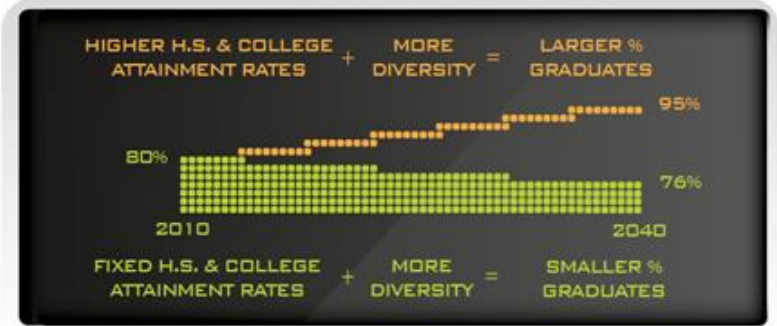 HIGHER H.S. & COLLEGE + MORE = LARGER %
ATTAINMENT RATES DIVERSITY GRADUATES
95%
80%
76%
2010 2040
FIXED H.S. & COLLEGE + MORE = SMALLER %
ATTAINMENT RATES DIVERSITY GRADUATES